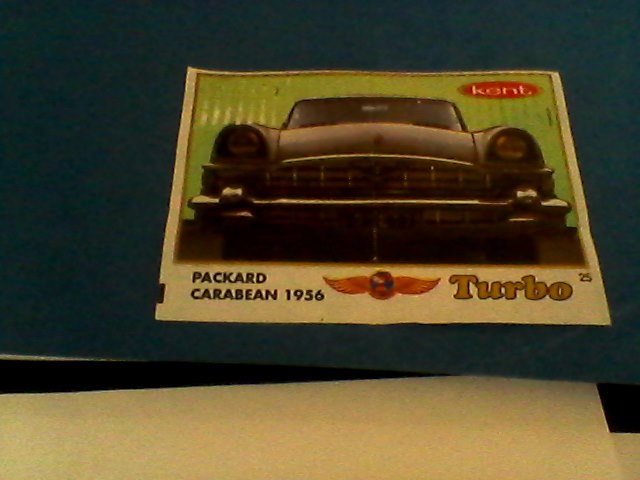 kent
PACKARD
CARABEAN 1956
Turbo
25